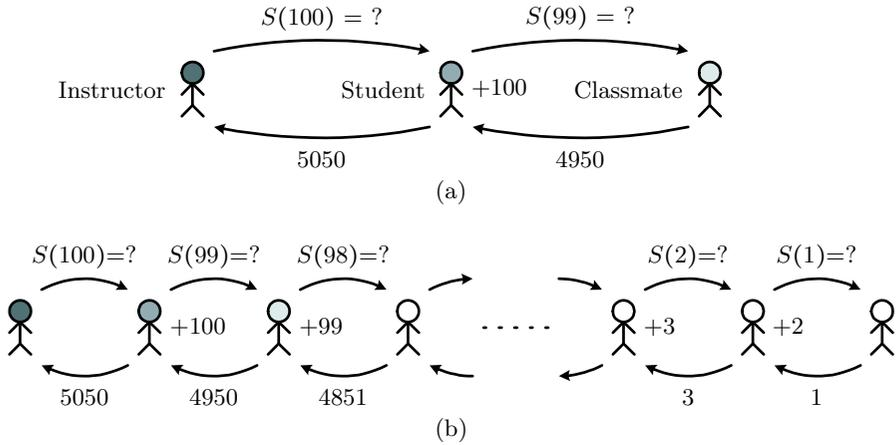 S(100) = ? S(99) = ?
Instructor Student +100 Classmate
5050 4950
(a)
S(100)=? S(99)=? S(98)=? S(2)=? S(1)=?
+100 +99 ..... +3 +2
5050 4950 4851 3 1
(b)